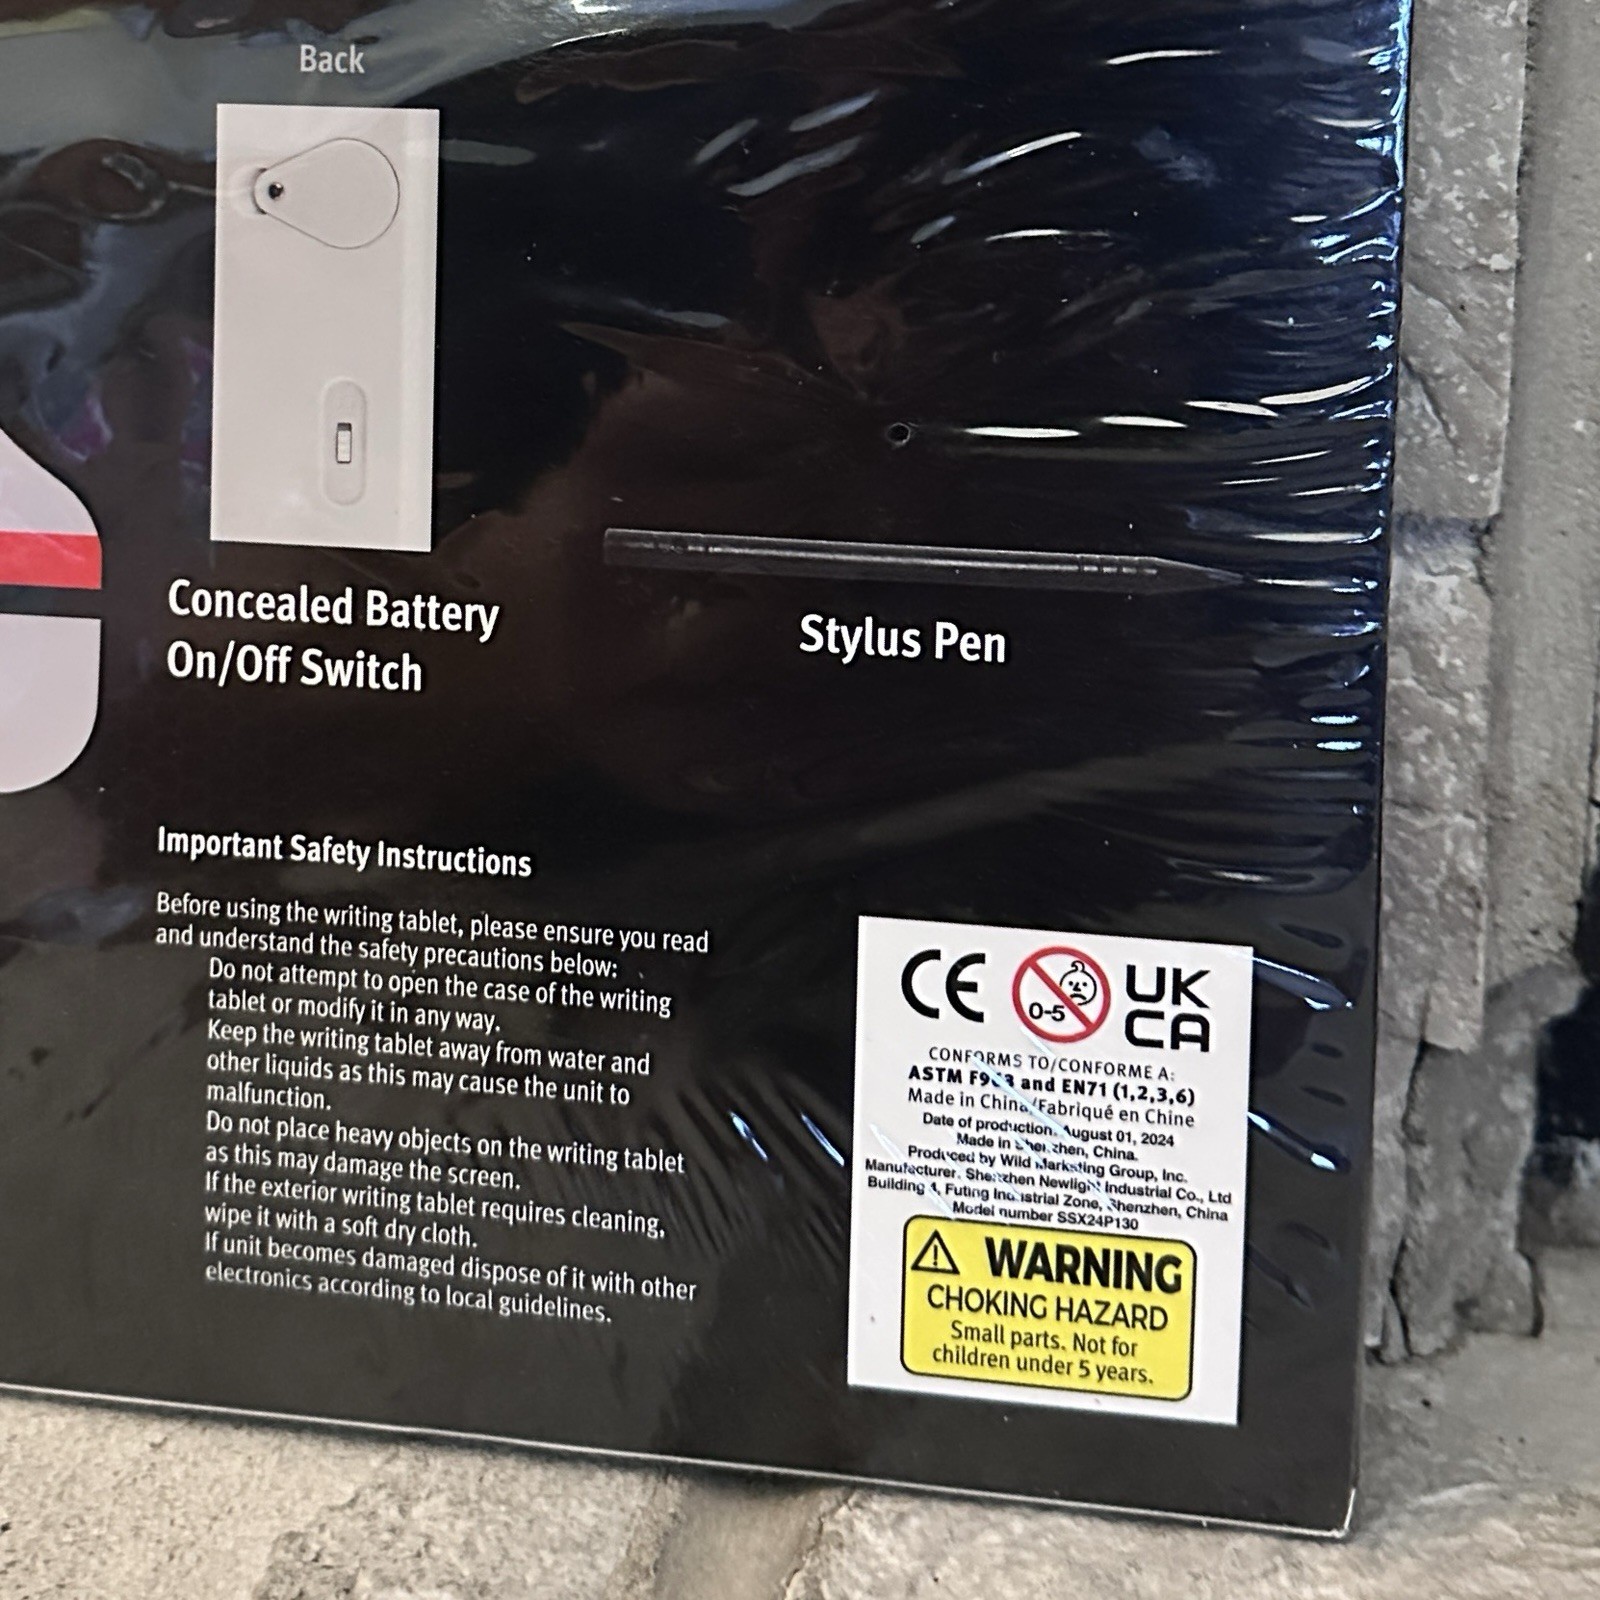 Back
Concealed Battery
On/Off Switch
Stylus Pen
Important Safety Instructions
Before using the writing tablet, please ensure you read
and understand the safety precautions below:
Do not attempt to open the case of the writing
tablet or modify it in any way.
Keep the writing tablet away from water and
other liquids as this may cause the unit to
malfunction.
Do not place heavy objects on the writing tablet
as this may damage the screen.
If the exterior writing tablet requires cleaning,
wipe it with a soft dry cloth.
If unit becomes damaged dispose of it with other
electronics according to local guidelines.
CE
0-5
UK
CA
CONFORMS TO/CONFORME A:
ASTM F963 and EN71 (1,2,3,6)
Made in China/Fabriqué en Chine
Date of production. August 01, 2024
Made in Shenzhen, China.
Produced by Wild Marketing Group, Inc.
Manufacturer. Shenzhen Newlight Industrial Co., Ltd
Building 4, Futing Industrial Zone, Shenzhen, China
Model number SSX24P130
WARNING
CHOKING HAZARD
Small parts. Not for
children under 5 years.